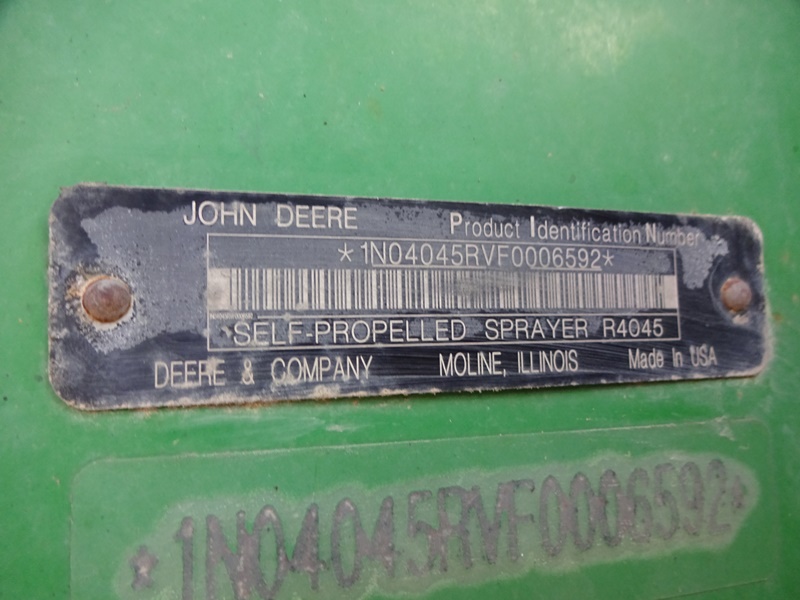 JOHN DEERE Product Identification Number
*1N04045RVF0006592*
SELF-PROPELLED SPRAYER R4045
DEERE & COMPANY MOLINE, ILLINOIS Made In USA
*1N04045RVF0006592*